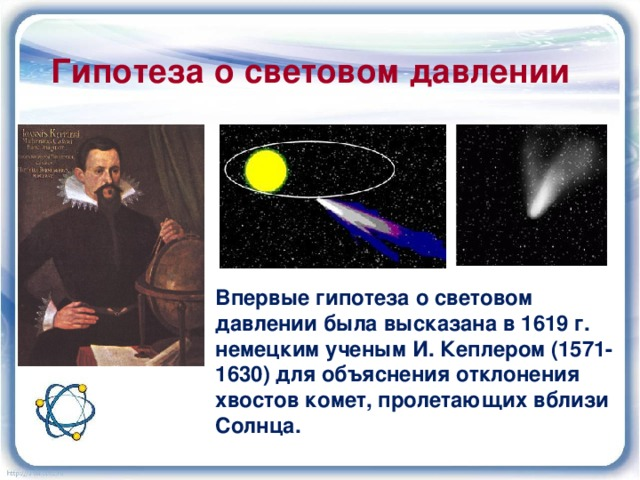 Гипотеза о световом давлении
Впервые гипотеза о световом
давлении была высказана в 1619 г.
немецким ученым И. Кеплером (1571-
1630) для объяснения отклонения
хвостов комет, пролетающих вблизи
Солнца.